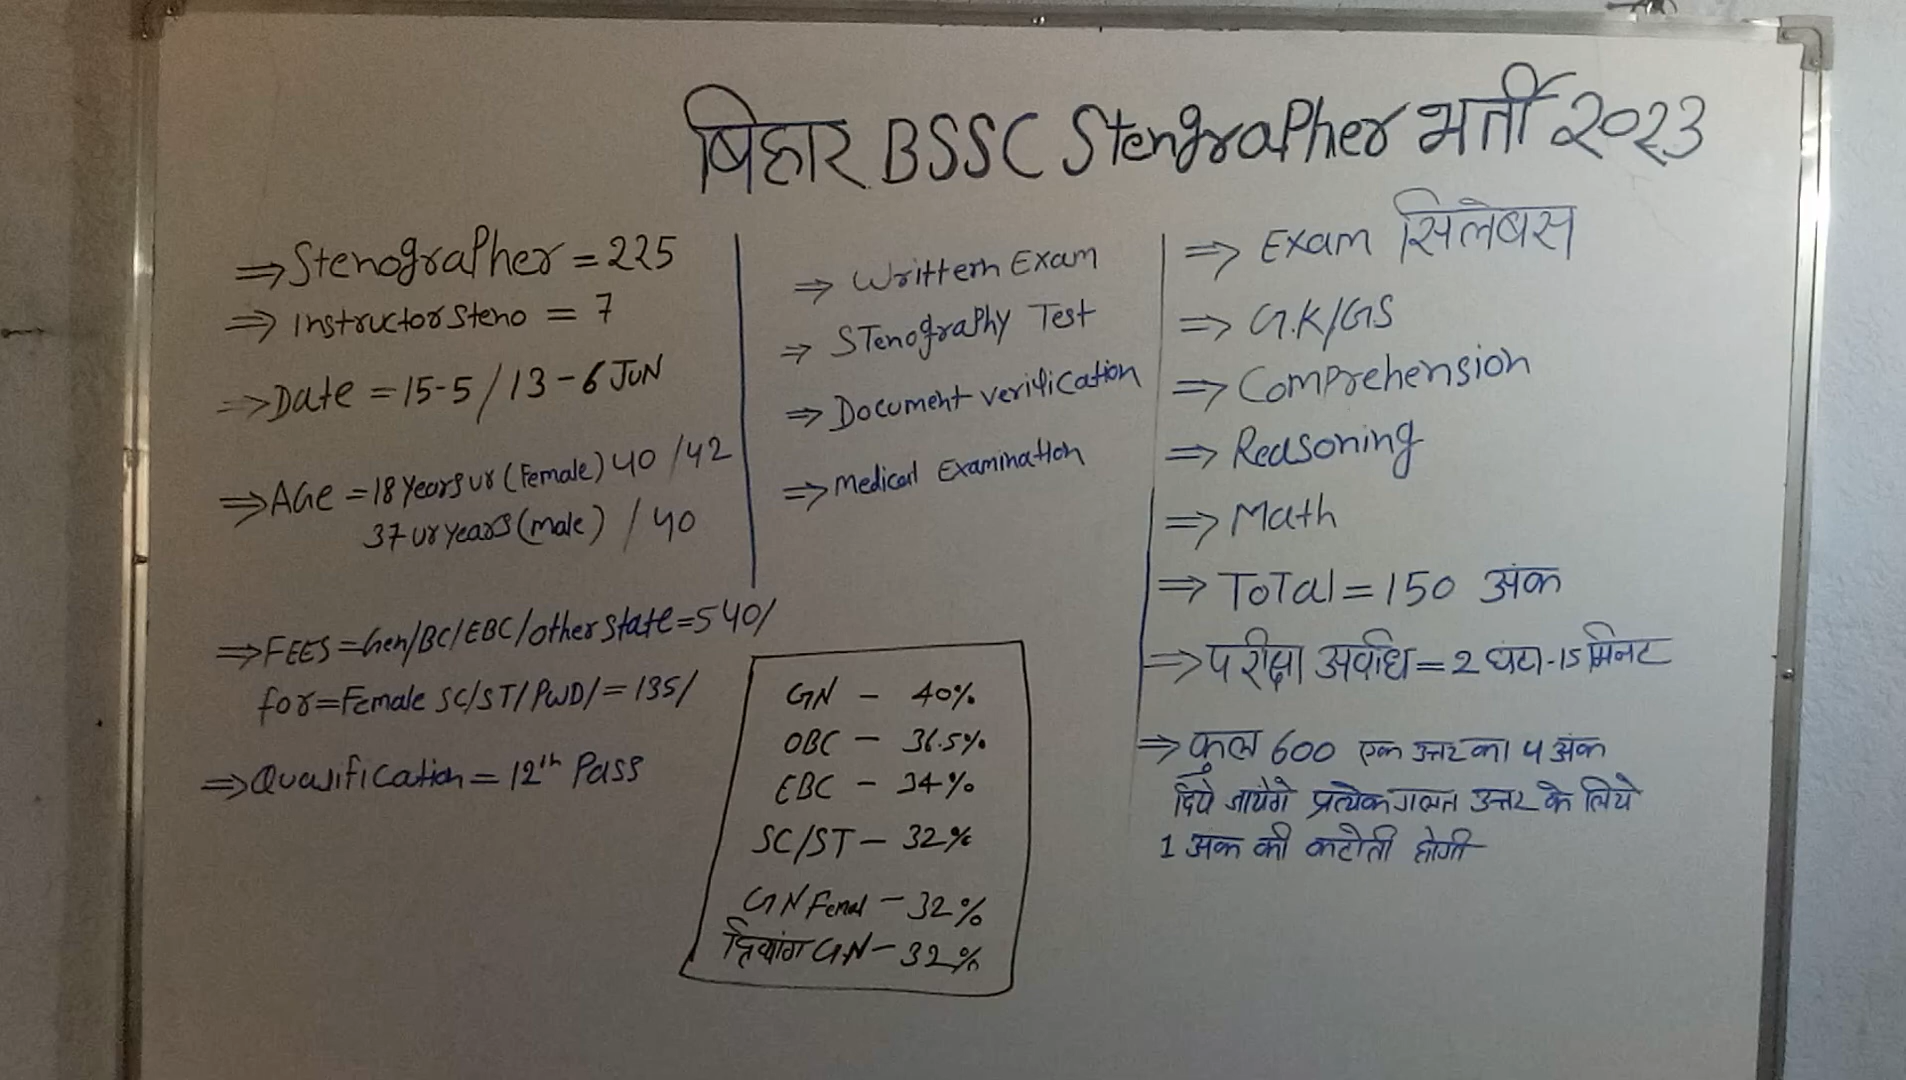 बिहार BSSC Stengrapher भर्ती २०२३
⇒ Stenographer = 225
⇒ Instructor Steno = 7
⇒ Date = 15-5 / 13-6 JUN
⇒ Age = 18 Years ur (Female) 40 / 42
37 ur years (male) / 40
⇒ FEES = Gen/BC/EBC/other state = 540/
for = Female SC/ST/PWD/= 135/
⇒ Qualification = 12th Pass
⇒ Writtern Exam
⇒ STenography Test
⇒ Document verification
⇒ Medical Examination
GN - 40%
OBC - 36.5%
EBC - 34%
SC/ST - 32%
GN Femal - 32%
GN - 32%
⇒ Exam सिलेबस
⇒ G.K/GS
⇒ Comprehension
⇒ Reasoning
⇒ Math
⇒ ToTal = 150 अंक
⇒ परीक्षा अवधि = 2 घंटा - 15 मिनट
⇒ कुल 600 एक उत्तर का 4 अंक
दिये जायेगे प्रत्येक गलत उत्तर के लिये
1 अंक की कटोती होगी